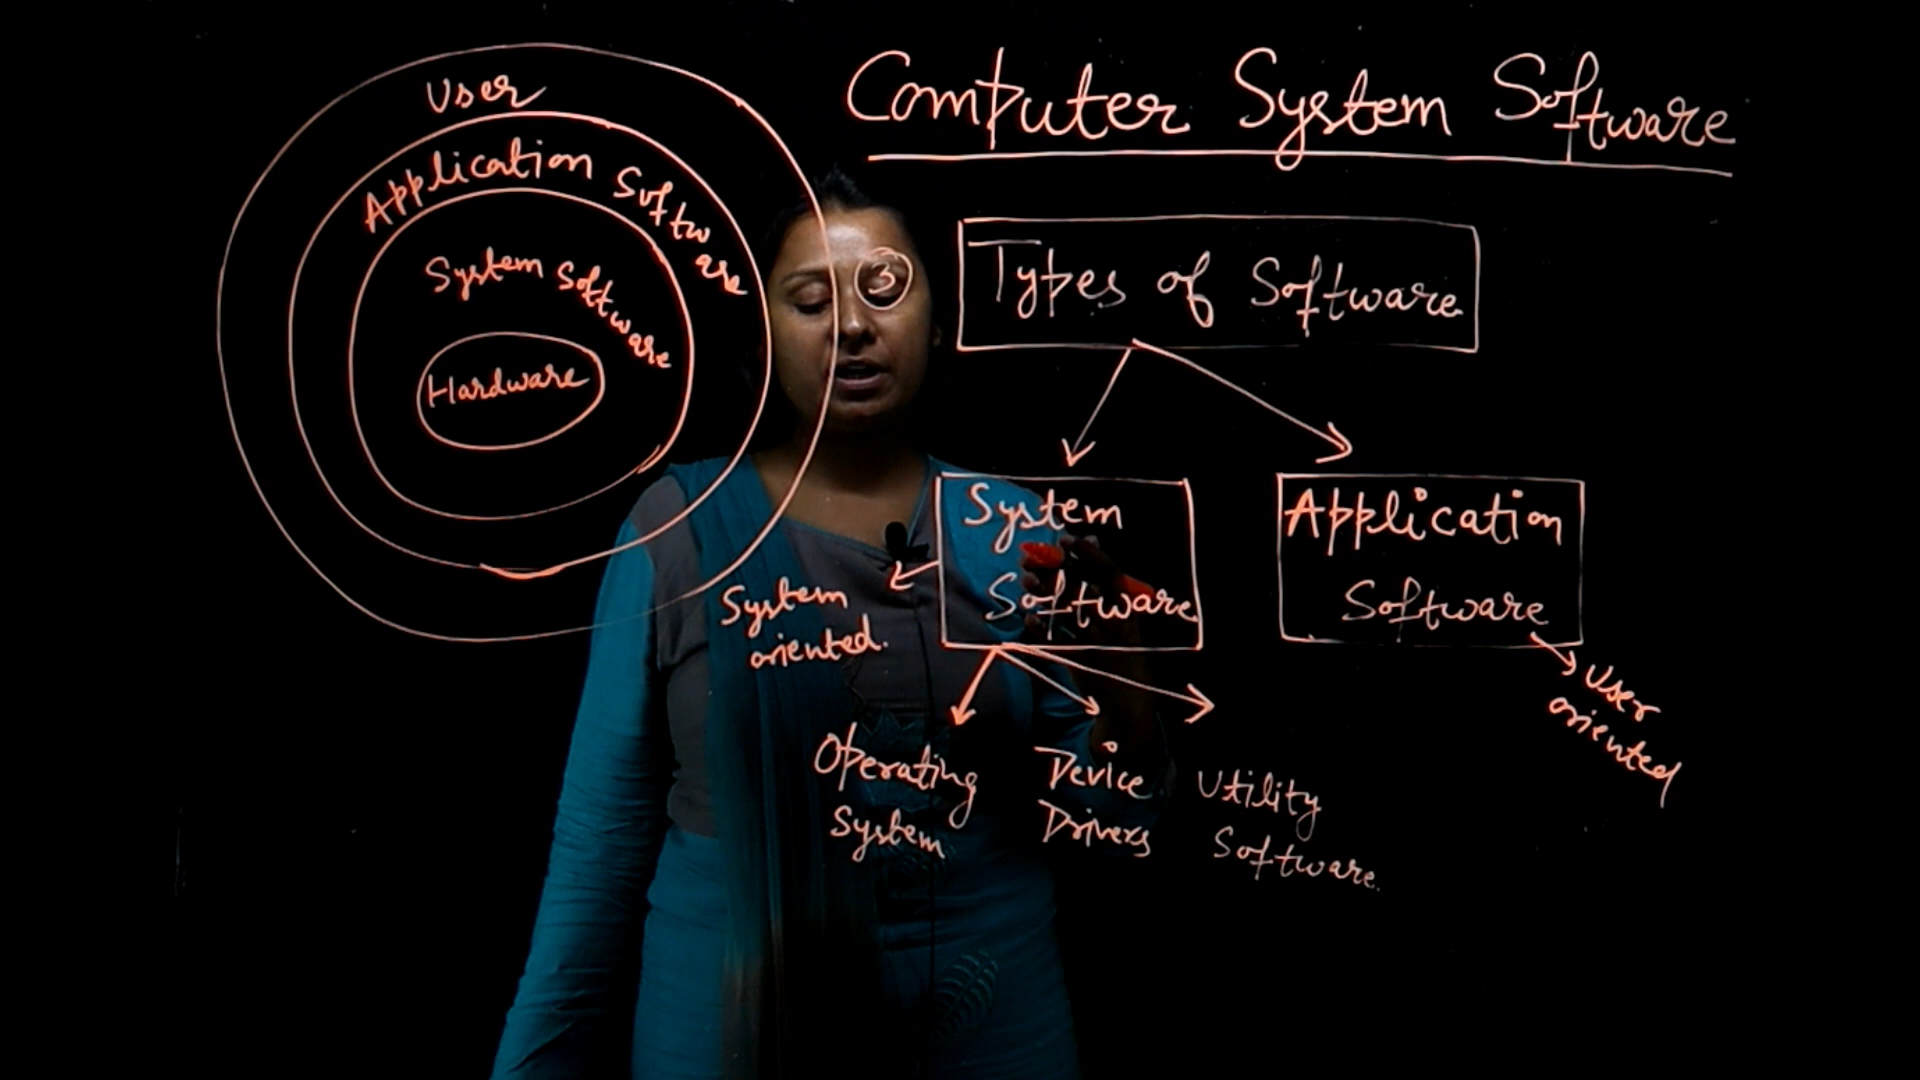 Computer System Software
User
Application Software
System Software
Hardware
3
Types of Software
System
Software
Application
Software
System
oriented.
User
oriented
Operating
System
Device
Drivers
Utility
Software.